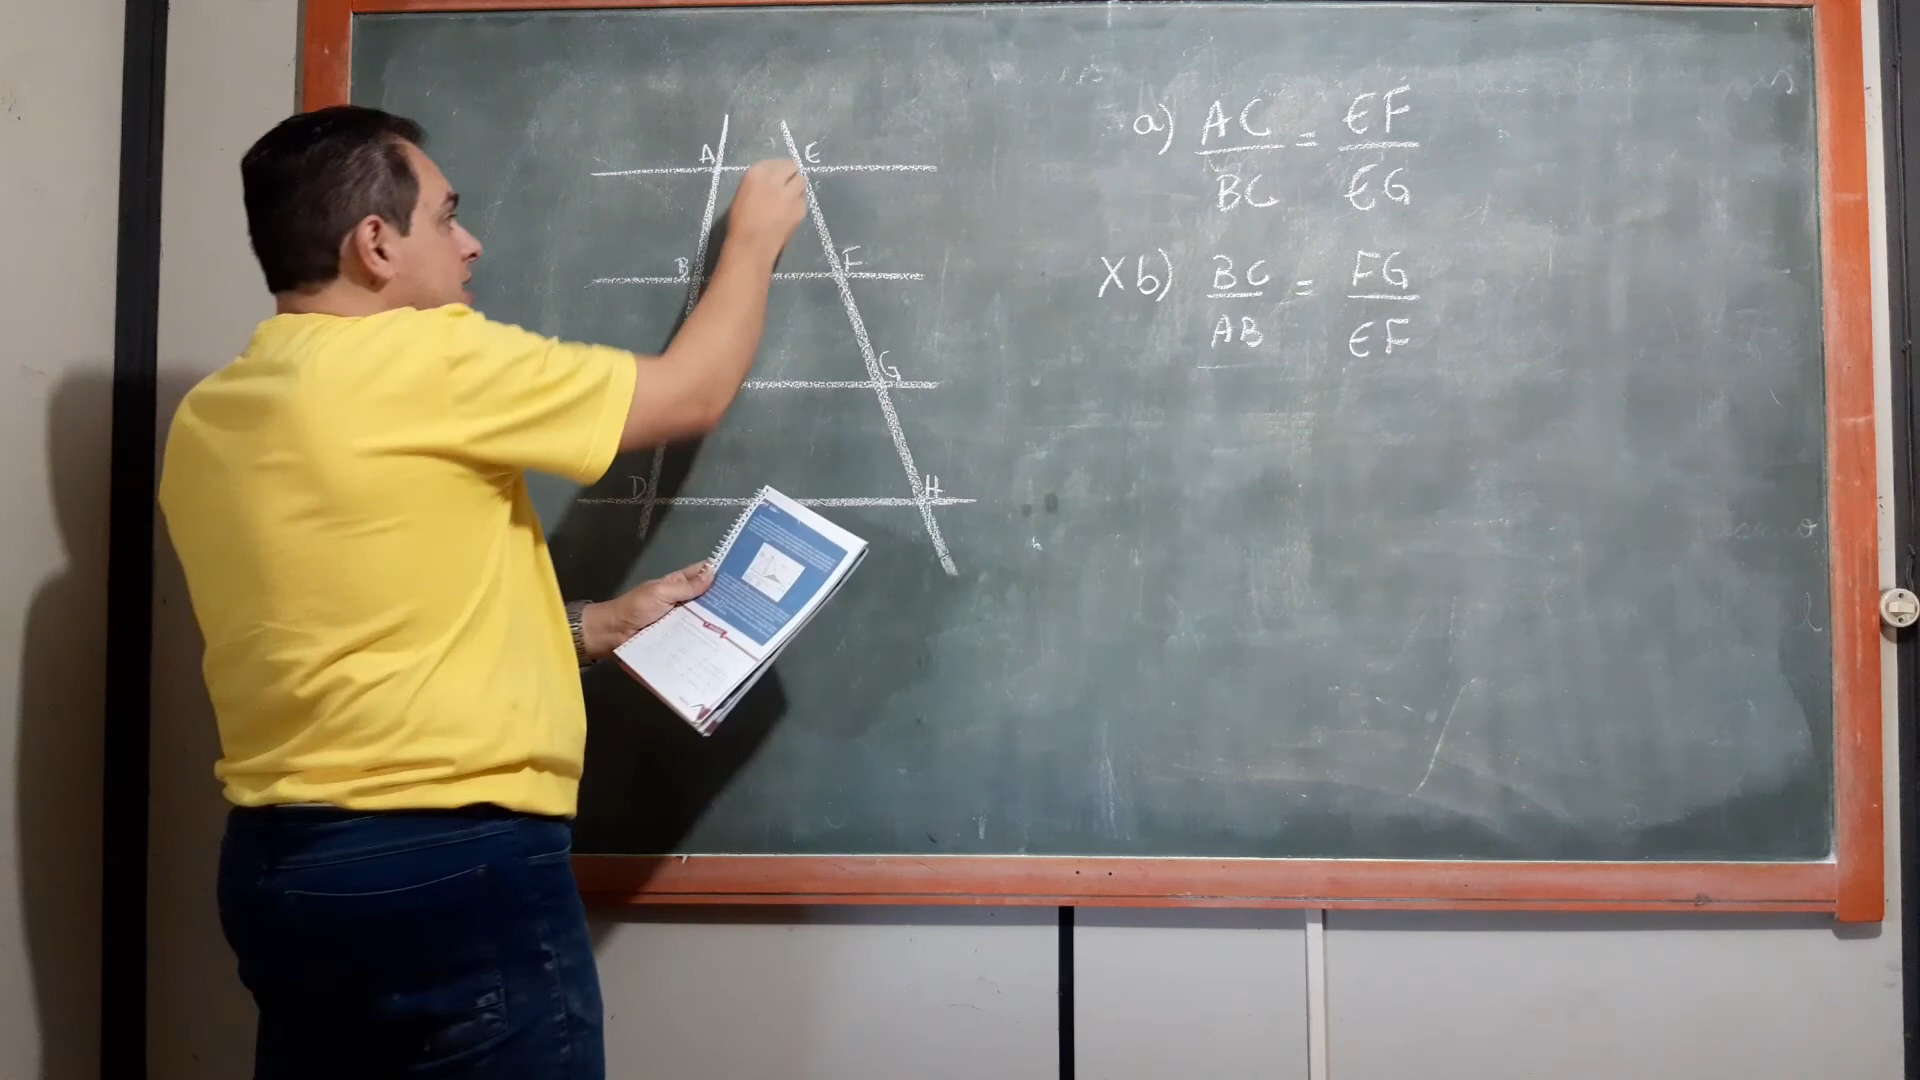 A E
B F
G
D H
a) AC = EF
BC EG
X b) BC = FG
AB EF